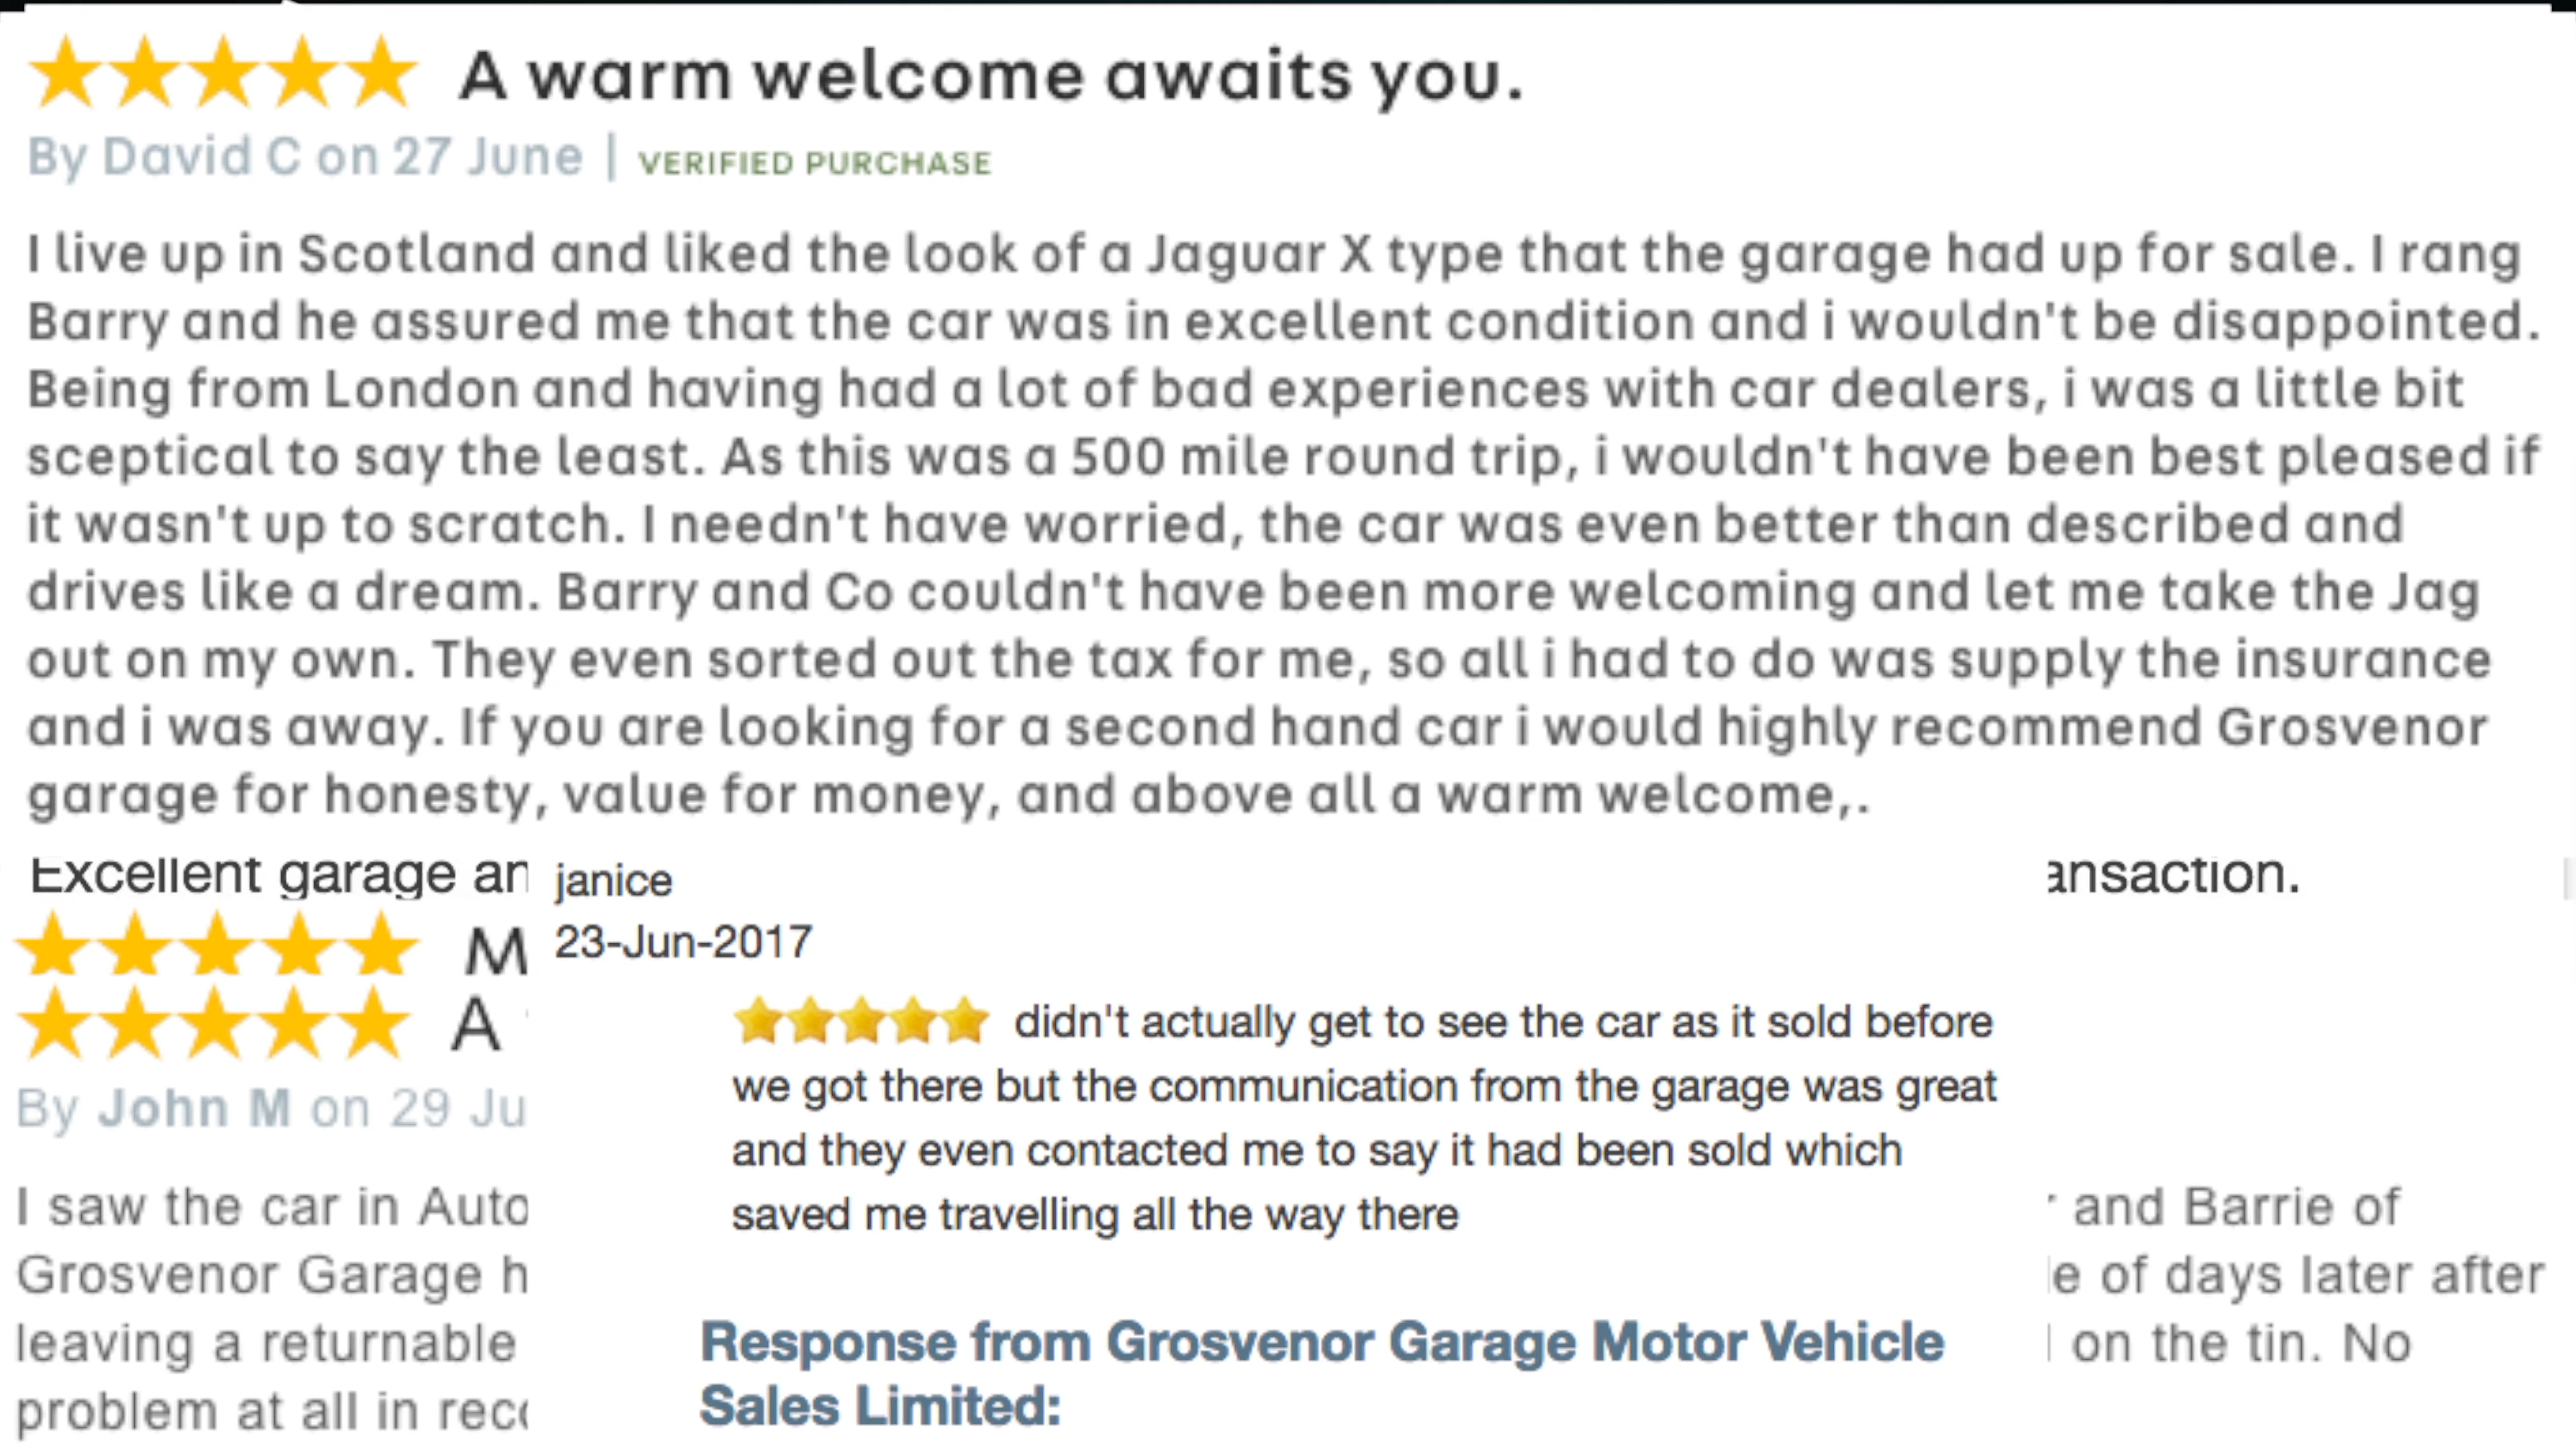 A warm welcome awaits you.
By David C on 27 June | VERIFIED PURCHASE
I live up in Scotland and liked the look of a Jaguar X type that the garage had up for sale. I rang
Barry and he assured me that the car was in excellent condition and i wouldn't be disappointed.
Being from London and having had a lot of bad experiences with car dealers, i was a little bit
sceptical to say the least. As this was a 500 mile round trip, i wouldn't have been best pleased if
it wasn't up to scratch. I needn't have worried, the car was even better than described and
drives like a dream. Barry and Co couldn't have been more welcoming and let me take the Jag
out on my own. They even sorted out the tax for me, so all i had to do was supply the insurance
and i was away. If you are looking for a second hand car i would highly recommend Grosvenor
garage for honesty, value for money, and above all a warm welcome,.
Excellent garage an
ansaction.
M
A
By John M on 29 Ju
I saw the car in Auto
Grosvenor Garage h
leaving a returnable
problem at all in rec
janice
23-Jun-2017
didn't actually get to see the car as it sold before
we got there but the communication from the garage was great
and they even contacted me to say it had been sold which
saved me travelling all the way there
Response from Grosvenor Garage Motor Vehicle
Sales Limited:
and Barrie of
e of days later after
on the tin. No